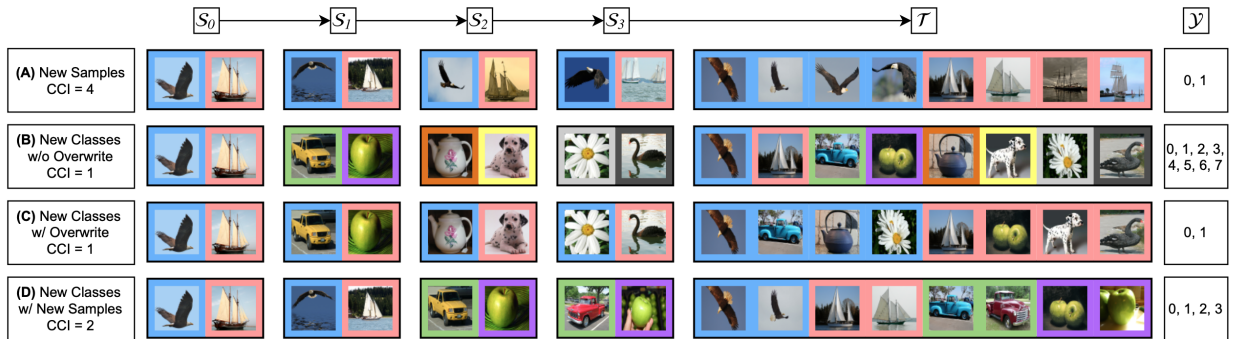 S₀ S₁ S₂ S₃ T Y
(A) New Samples
CCI = 4
0, 1
(B) New Classes
w/o Overwrite
CCI = 1
0, 1, 2, 3,
4, 5, 6, 7
(C) New Classes
w/ Overwrite
CCI = 1
0, 1
(D) New Classes
w/ New Samples
CCI = 2
0, 1, 2, 3